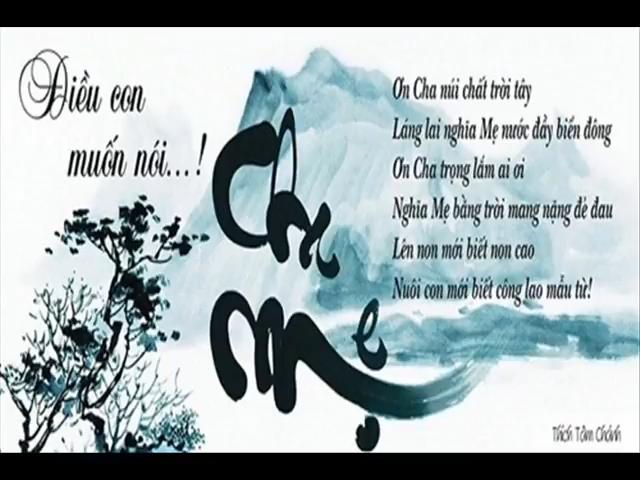 Điều con
muốn nói...!
Cha
Mẹ
Ơn Cha núi chất trời tây
Láng lai nghĩa Mẹ nước đầy biển đông
Ơn Cha trọng lắm ai ơi
Nghĩa Mẹ bằng trời mang nặng đẻ đau
Lên non mới biết non cao
Nuôi con mới biết công lao mẫu từ!
Thích Tâm Chánh